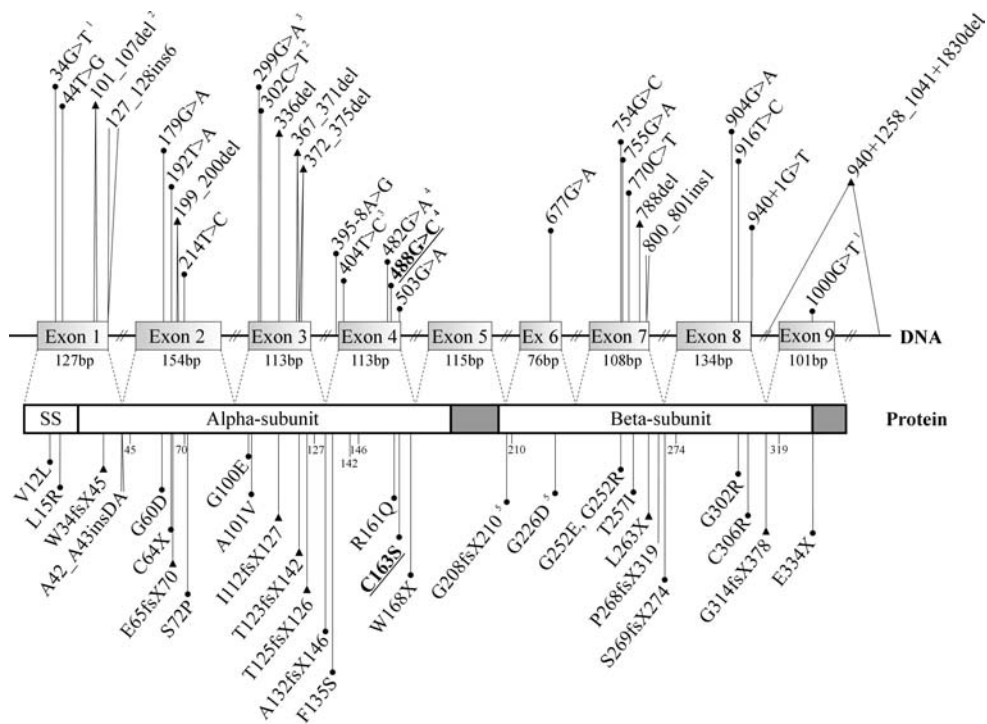 34G>T 1
44T>G
101_107del 2
127_128ins6
179G>A
192T>A
199_200del
214T>C
299G>A 3
302C>T 2
336del
367_371del
372_375del
395-8A>G
404T>C 3
482G>A 4
488G>C 4
503G>A
677G>A
754G>C
755G>A
770C>T
788del
800_801ins1
904G>A
916T>C
940+1G>T
940+1258_1041+1830del
1000G>T 1
Exon 1 // Exon 2 // Exon 3 // Exon 4 // Exon 5 // Ex 6 // Exon 7 // Exon 8 // Exon 9 // DNA
127bp 154bp 113bp 113bp 115bp 76bp 108bp 134bp 101bp
SS Alpha-subunit Beta-subunit Protein
45 70 127 142 146 210 274 319
V12L
L15R
W34fsX45
A42_A43insDA
G60D
C64X
E65fsX70
S72P
G100E
A101V
I112fsX127
T123fsX142
T125fsX126
A132fsX146
F135S
R161Q
C163S
W168X
G208fsX210 5
G226D 5
G252E, G252R
T257I
L263X
P268fsX319
S269fsX274
G302R
C306R
G314fsX378
E334X